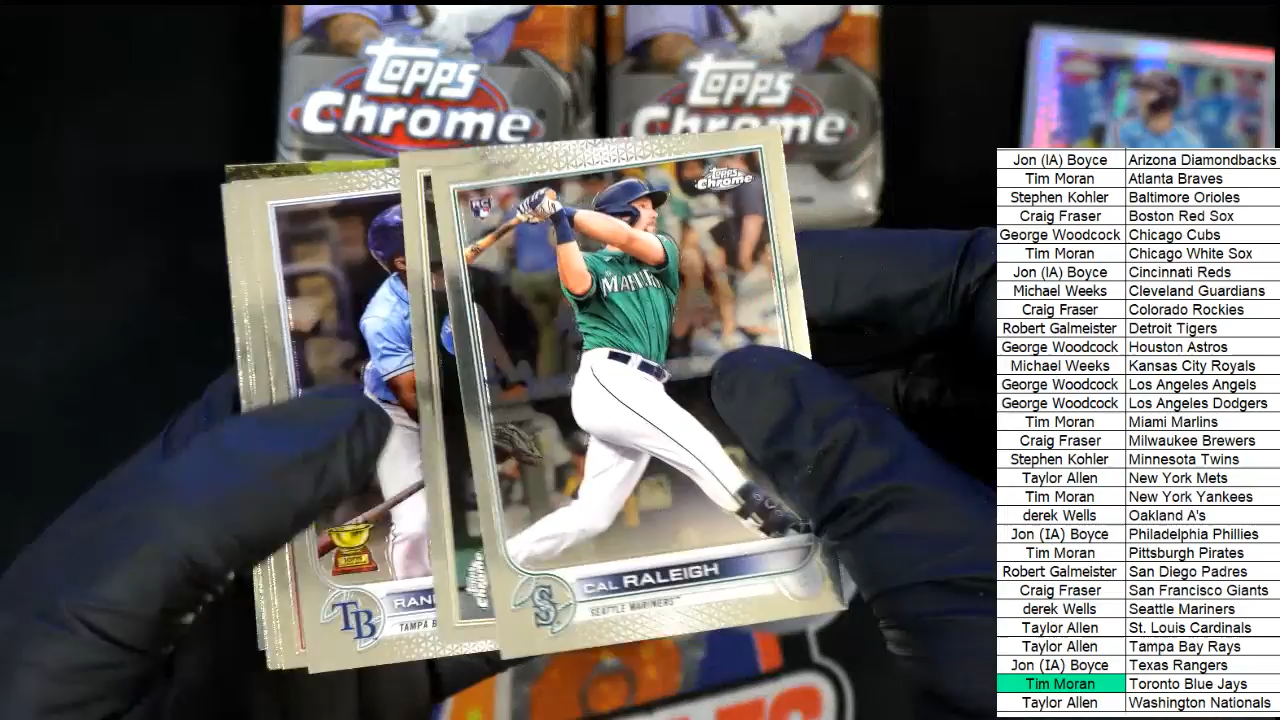 Topps
Chrome
Topps
Chrome
Topps
Chrome
RC
MARIN
CAL RALEIGH
SEATTLE MARINERS
S
Chrome
TOPPS
TB
RAN
TAMPA B
Jon (IA) Boyce Arizona Diamondbacks
Tim Moran Atlanta Braves
Stephen Kohler Baltimore Orioles
Craig Fraser Boston Red Sox
George Woodcock Chicago Cubs
Tim Moran Chicago White Sox
Jon (IA) Boyce Cincinnati Reds
Michael Weeks Cleveland Guardians
Craig Fraser Colorado Rockies
Robert Galmeister Detroit Tigers
George Woodcock Houston Astros
Michael Weeks Kansas City Royals
George Woodcock Los Angeles Angels
George Woodcock Los Angeles Dodgers
Tim Moran Miami Marlins
Craig Fraser Milwaukee Brewers
Stephen Kohler Minnesota Twins
Taylor Allen New York Mets
Tim Moran New York Yankees
derek Wells Oakland A's
Jon (IA) Boyce Philadelphia Phillies
Tim Moran Pittsburgh Pirates
Robert Galmeister San Diego Padres
Craig Fraser San Francisco Giants
derek Wells Seattle Mariners
Taylor Allen St. Louis Cardinals
Taylor Allen Tampa Bay Rays
Jon (IA) Boyce Texas Rangers
Tim Moran Toronto Blue Jays
Taylor Allen Washington Nationals